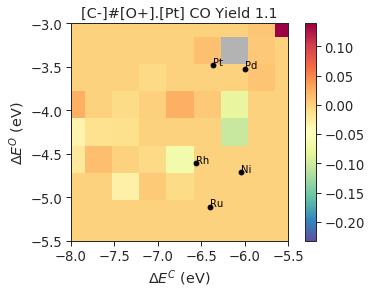 [C-]#[O+].[Pt] CO Yield 1.1
−3.0
−3.5
−4.0
−4.5
−5.0
−5.5
ΔE^O (eV)
Pt
Pd
Rh
Ni
Ru
−8.0 −7.5 −7.0 −6.5 −6.0 −5.5
ΔE^C (eV)
0.10
0.05
0.00
−0.05
−0.10
−0.15
−0.20